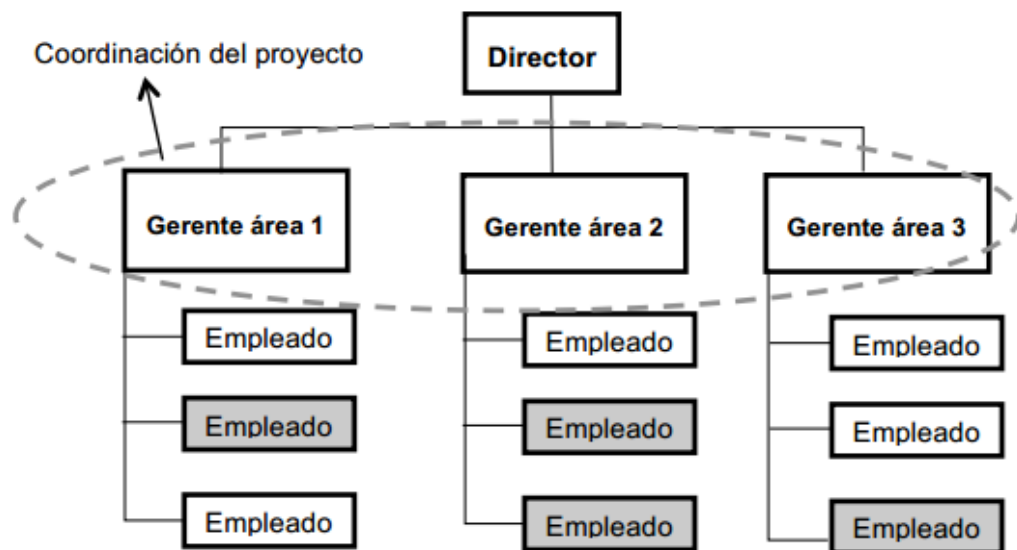 Coordinación del proyecto
Director
Gerente área 1
Gerente área 2
Gerente área 3
Empleado
Empleado
Empleado
Empleado
Empleado
Empleado
Empleado
Empleado
Empleado